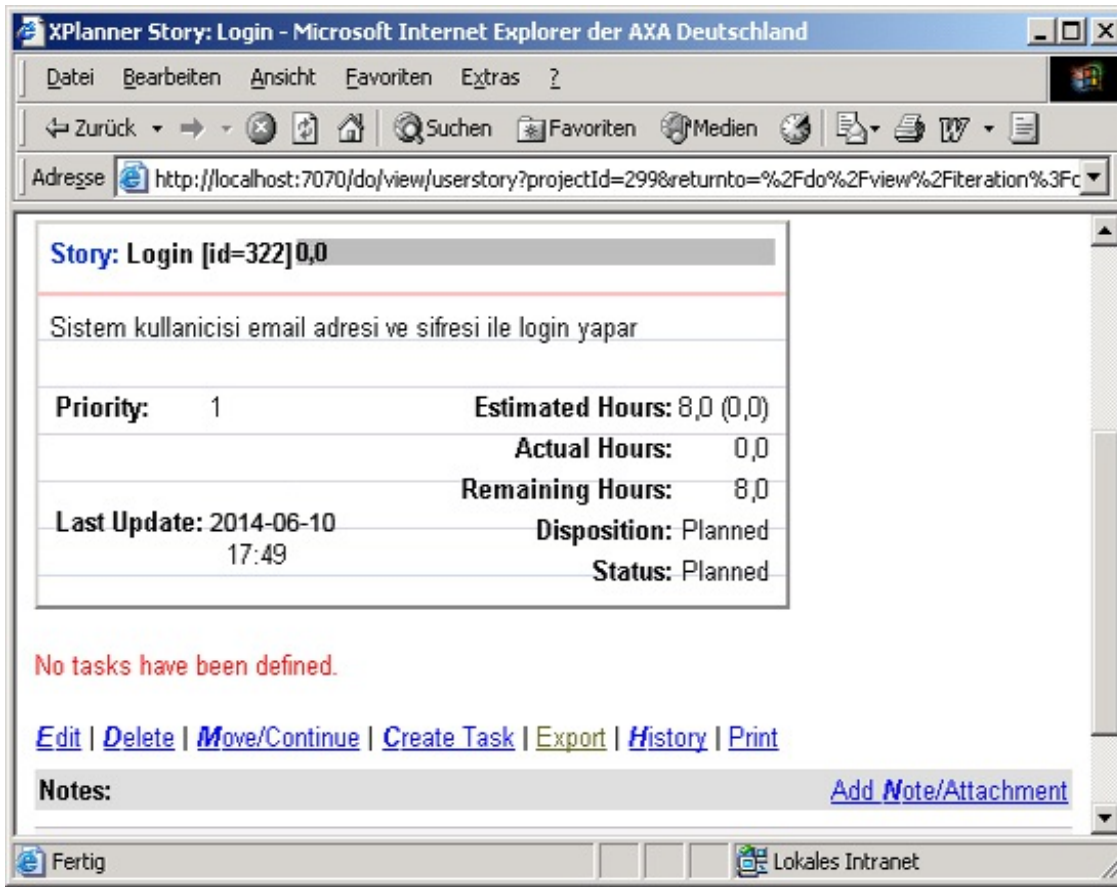 XPlanner Story: Login - Microsoft Internet Explorer der AXA Deutschland
Datei Bearbeiten Ansicht Favoriten Extras ?
Zurück Suchen Favoriten Medien
Adresse http://localhost:7070/do/view/userstory?projectId=299&returnto=%2Fdo%2Fview%2Fiteration%3Fc
Story: Login [id=322] 0,0
Sistem kullanicisi email adresi ve sifresi ile login yapar
Priority: 1 Estimated Hours: 8,0 (0,0)
Actual Hours: 0,0
Remaining Hours: 8,0
Last Update: 2014-06-10 Disposition: Planned
17:49
Status: Planned
No tasks have been defined.
Edit | Delete | Move/Continue | Create Task | Export | History | Print
Notes: Add Note/Attachment
Fertig Lokales Intranet